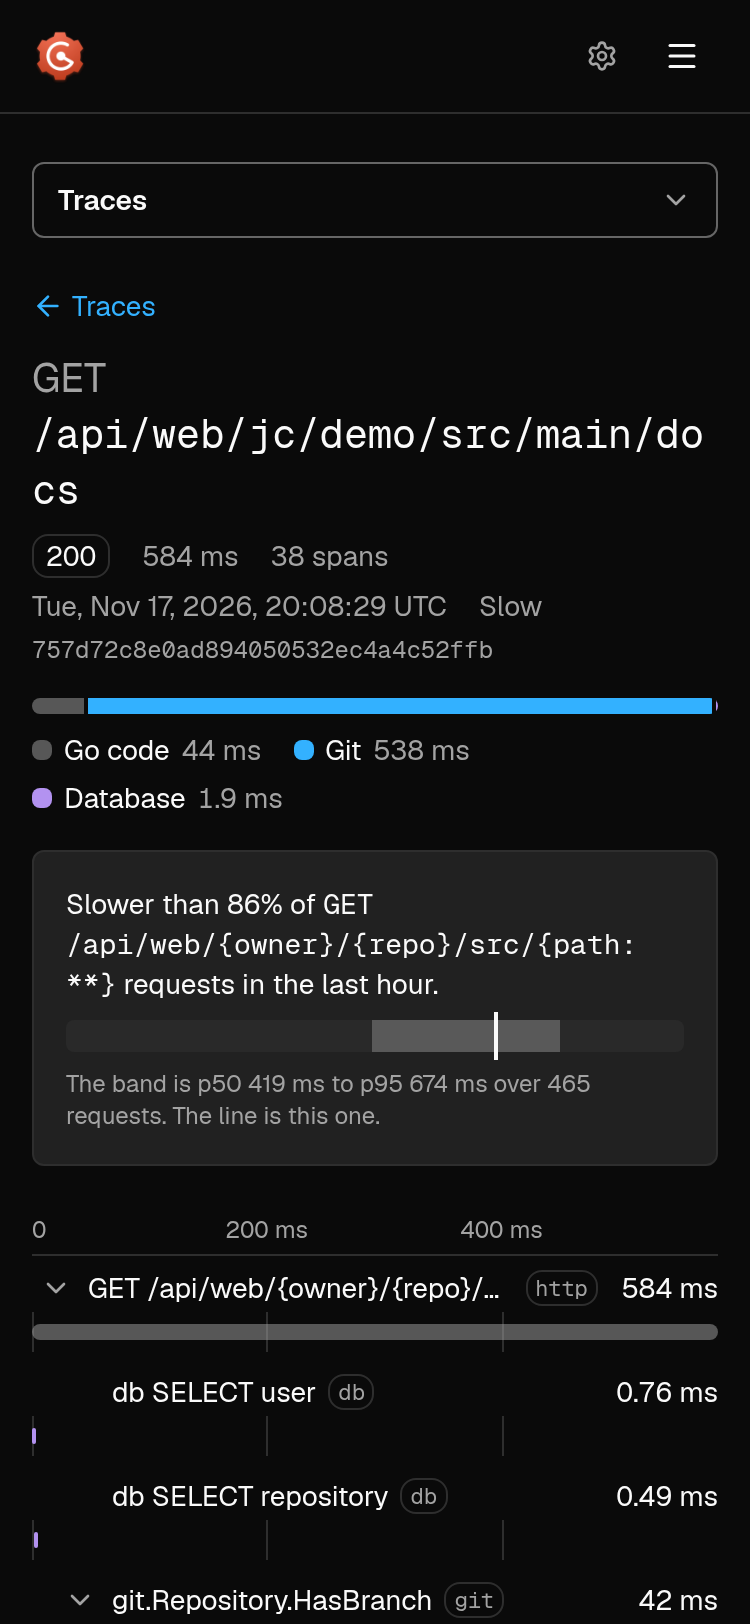 Traces
← Traces
GET
/api/web/jc/demo/src/main/do
cs
200 584 ms 38 spans
Tue, Nov 17, 2026, 20:08:29 UTC Slow
757d72c8e0ad894050532ec4a4c52ffb
Go code 44 ms Git 538 ms
Database 1.9 ms
Slower than 86% of GET
/api/web/{owner}/{repo}/src/{path:
**} requests in the last hour.
The band is p50 419 ms to p95 674 ms over 465
requests. The line is this one.
0 200 ms 400 ms
GET /api/web/{owner}/{repo}/... http 584 ms
db SELECT user db 0.76 ms
db SELECT repository db 0.49 ms
git.Repository.HasBranch git 42 ms